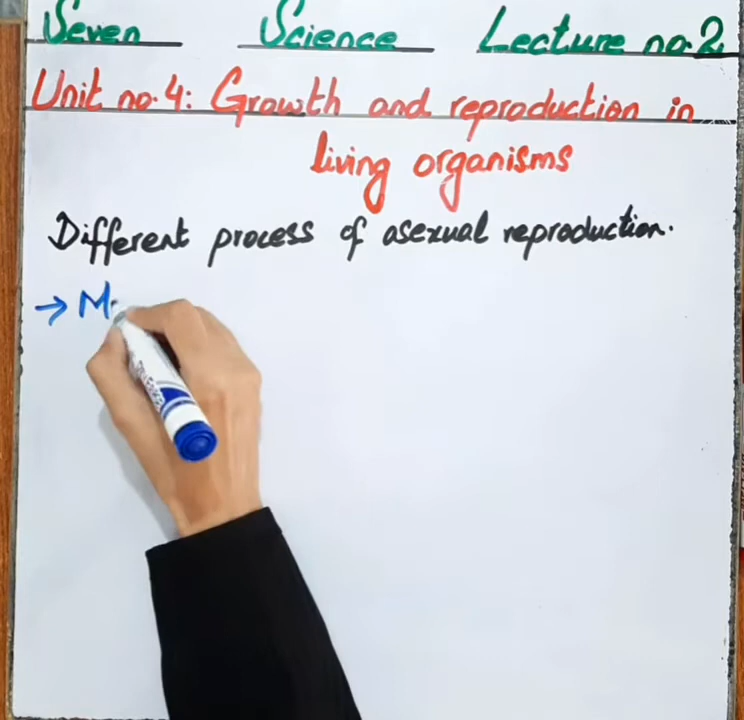 Seven Science Lecture no.2
Unit no.4: Growth and reproduction in
living organisms
Different process of asexual reproduction.
→ M